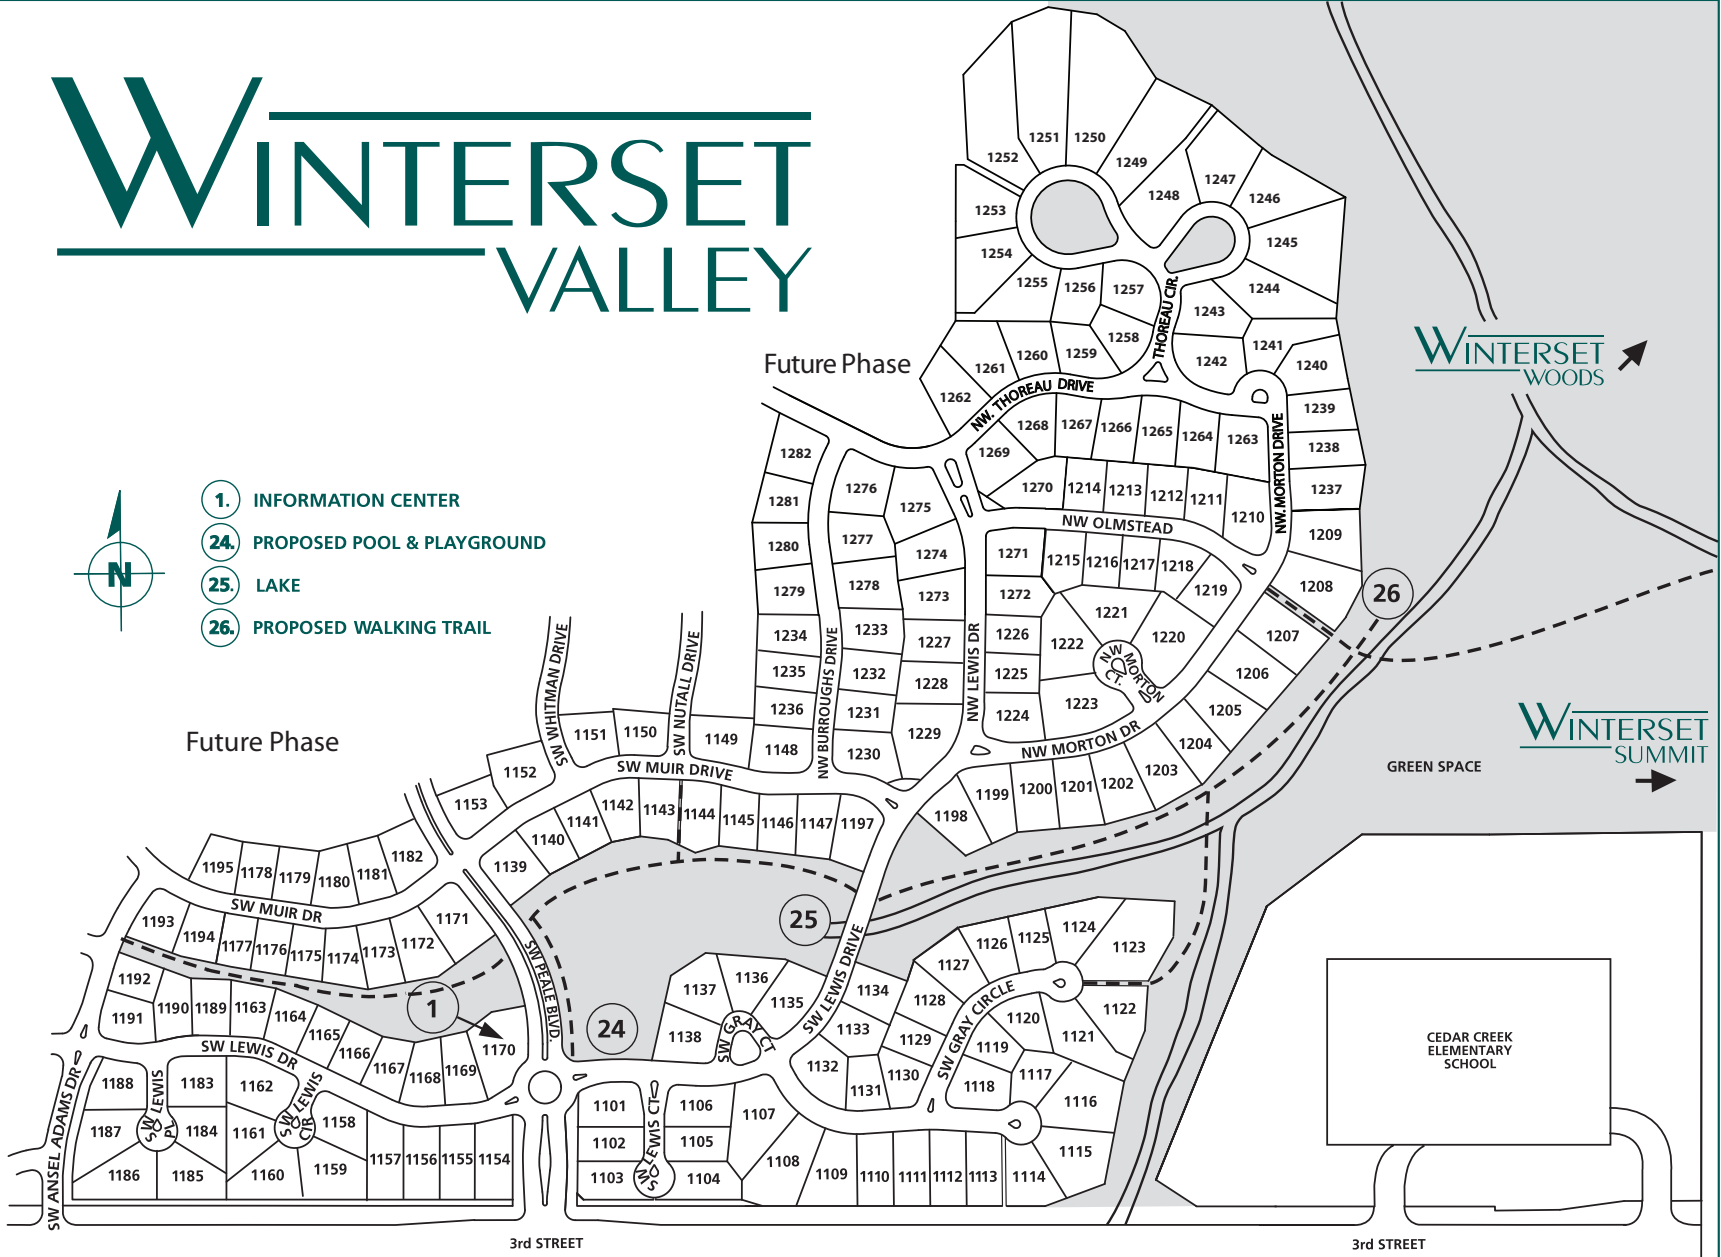 WINTERSET
VALLEY
1. INFORMATION CENTER
24. PROPOSED POOL & PLAYGROUND
25. LAKE
26. PROPOSED WALKING TRAIL
N
Future Phase
Future Phase
WINTERSET
WOODS
WINTERSET
SUMMIT
GREEN SPACE
CEDAR CREEK
ELEMENTARY
SCHOOL
3rd STREET
3rd STREET
1251 1250
1252 1249
1248 1247 1246
1253
1254 1245
1255 1256 1257 1244
1243
1258
1260 1259 1242 1241
1261 1240
1262
THOREAU CIR.
NW. THOREAU DRIVE
1239
1268 1267 1266 1265 1264 1263
1238
1269
NW. MORTON DRIVE
1237
1270 1214 1213 1212 1211
1210
1209
NW OLMSTEAD
1282
1281
1276
1275
1280
1277
1274
1279
1278
1273
1271
1215 1216 1217 1218
1219
1208
26
1272
1221
1220
1207
1234
1233
1227
1226
1222
NW MORTON CT.
1235
1232
1228
1225
1206
1236
1231
1224
1223
1205
1148
1230
1229
NW MORTON DR
1204
NW BURROUGHS DRIVE
NW LEWIS DR
SW WHITMAN DRIVE
SW NUTALL DRIVE
1151 1150
1149
1152
1153
SW MUIR DRIVE
1203
1202
1201
1200
1199
1198
1142 1143 1144 1145 1146 1147 1197
1141
1140
1139
1195 1178 1179 1180 1181 1182
SW MUIR DR
1193
1194 1177 1176 1175 1174 1173 1172 1171
25
SW PEALE BLVD.
SW LEWIS DRIVE
1192
1191
1190 1189 1163 1164
1165
1166
1167 1168 1169 1170
1
24
SW LEWIS DR
1137 1136 1135
1138
SW GRAY CT
1134
1133
1132
1131 1130
1129
1128
1127
1126 1125 1124
1123
1122
1121
1120
1119
1118 1117
1116
1115
SW GRAY CIRCLE
1188
1187
1186
1185
1184
1183
SW LEWIS PL
1162
1161
1160
1159
1158
SW LEWIS CIR
1157 1156 1155 1154
SW ANSEL ADAMS DR
1101
1102
1103
SW LEWIS CT
1106
1105
1104
1107
1108
1109 1110 1111 1112 1113 1114